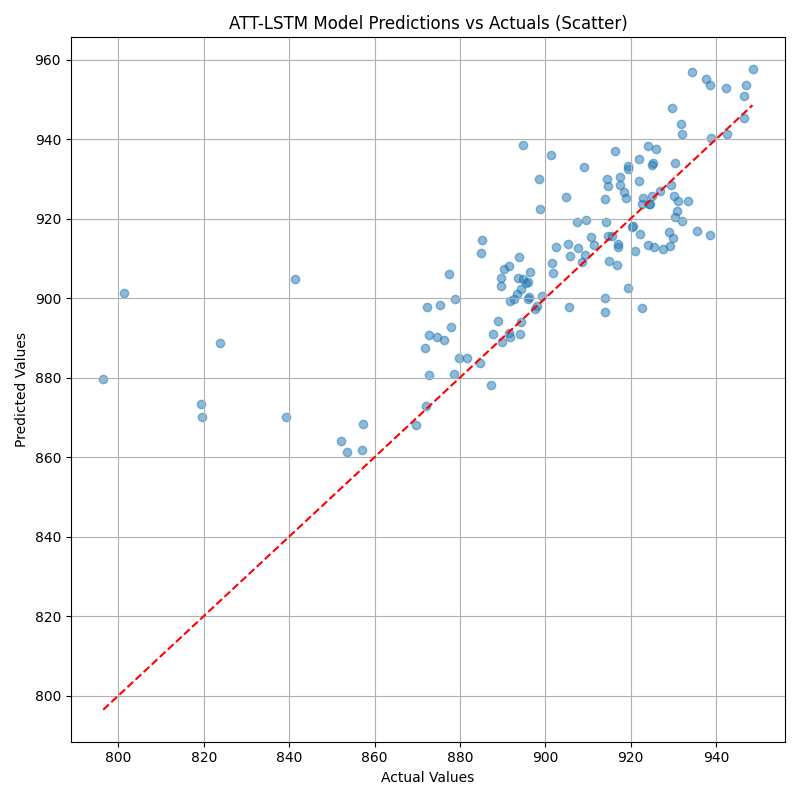 ATT-LSTM Model Predictions vs Actuals (Scatter)
960
940
920
900
880
860
840
820
800
Predicted Values
800 820 840 860 880 900 920 940
Actual Values